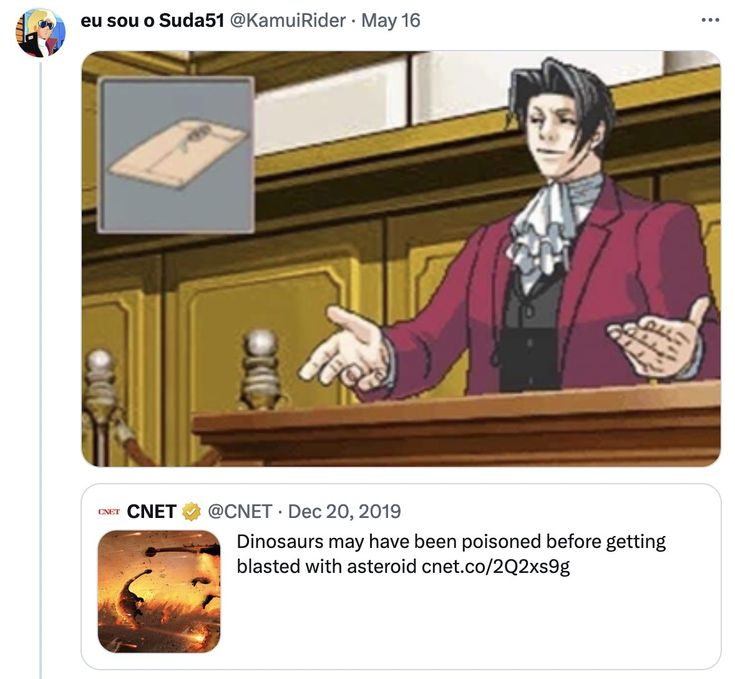 eu sou o Suda51 @KamuiRider · May 16
CNET CNET @CNET · Dec 20, 2019
Dinosaurs may have been poisoned before getting
blasted with asteroid cnet.co/2Q2xs9g